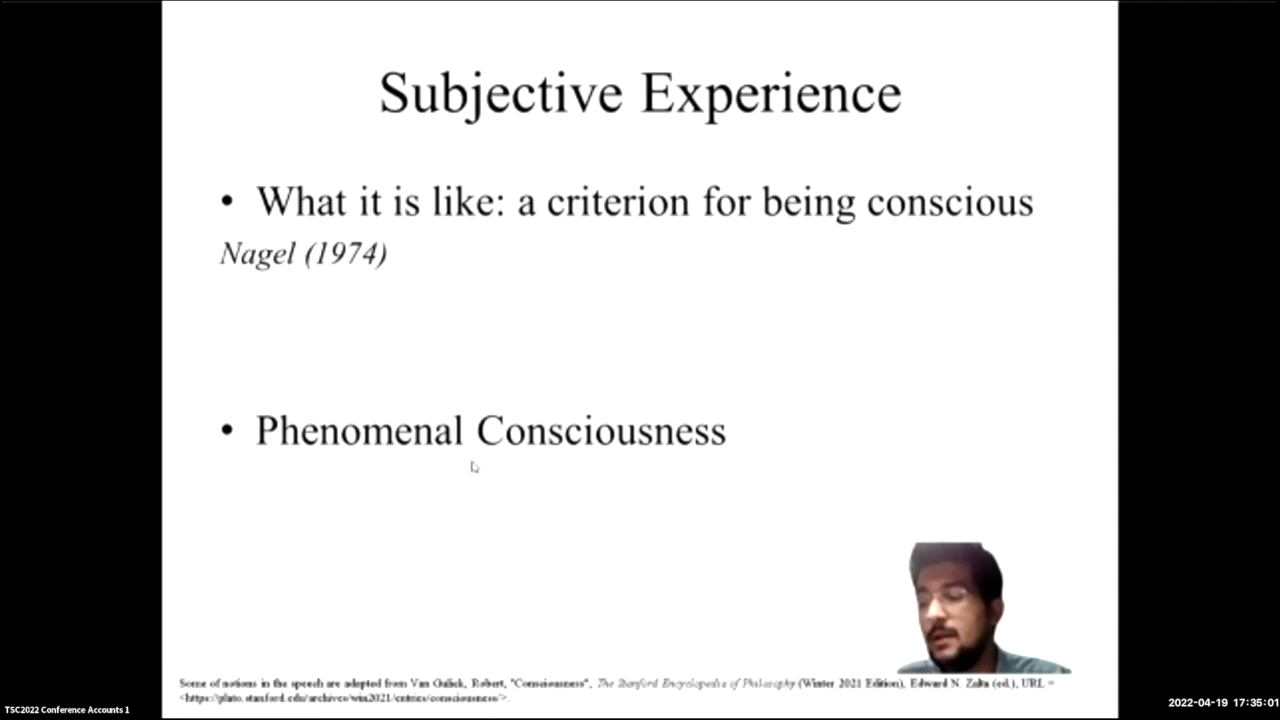 Subjective Experience
• What it is like: a criterion for being conscious
Nagel (1974)
• Phenomenal Consciousness
Some of notions in the speech are adapted from Van Gulick, Robert, "Consciousness", The Stanford Encyclopedia of Philosophy (Winter 2021 Edition), Edward N. Zalta (ed.), URL =
<https://plato.stanford.edu/archives/win2021/entries/consciousness/>.
TSC2022 Conference Accounts 1
2022-04-19 17:35:01